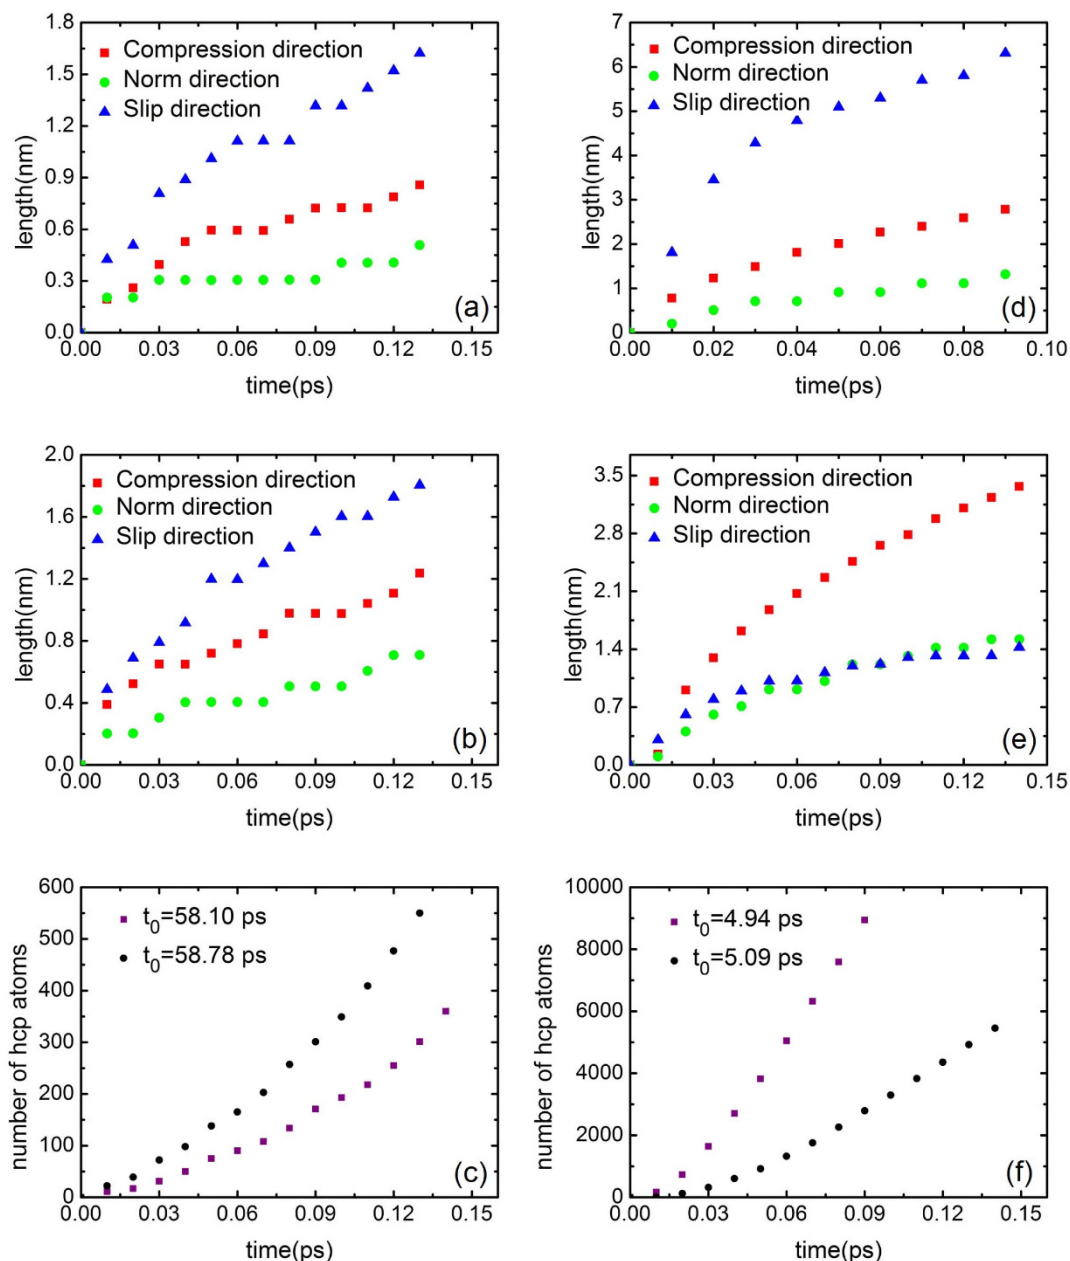 1.8
1.5
1.2
0.9
0.6
0.3
0.0
length(nm)
Compression direction
Norm direction
Slip direction
(a)
0.00 0.03 0.06 0.09 0.12 0.15
time(ps)
7
6
5
4
3
2
1
0
length(nm)
Compression direction
Norm direction
Slip direction
(d)
0.00 0.02 0.04 0.06 0.08 0.10
time(ps)
2.0
1.6
1.2
0.8
0.4
0.0
length(nm)
Compression direction
Norm direction
Slip direction
(b)
0.00 0.03 0.06 0.09 0.12 0.15
time(ps)
3.5
2.8
2.1
1.4
0.7
0.0
length(nm)
Compression direction
Norm direction
Slip direction
(e)
0.00 0.03 0.06 0.09 0.12 0.15
time(ps)
600
500
400
300
200
100
0
number of hcp atoms
t0=58.10 ps
t0=58.78 ps
(c)
0.00 0.03 0.06 0.09 0.12 0.15
time(ps)
10000
8000
6000
4000
2000
0
number of hcp atoms
t0=4.94 ps
t0=5.09 ps
(f)
0.00 0.03 0.06 0.09 0.12 0.15
time(ps)